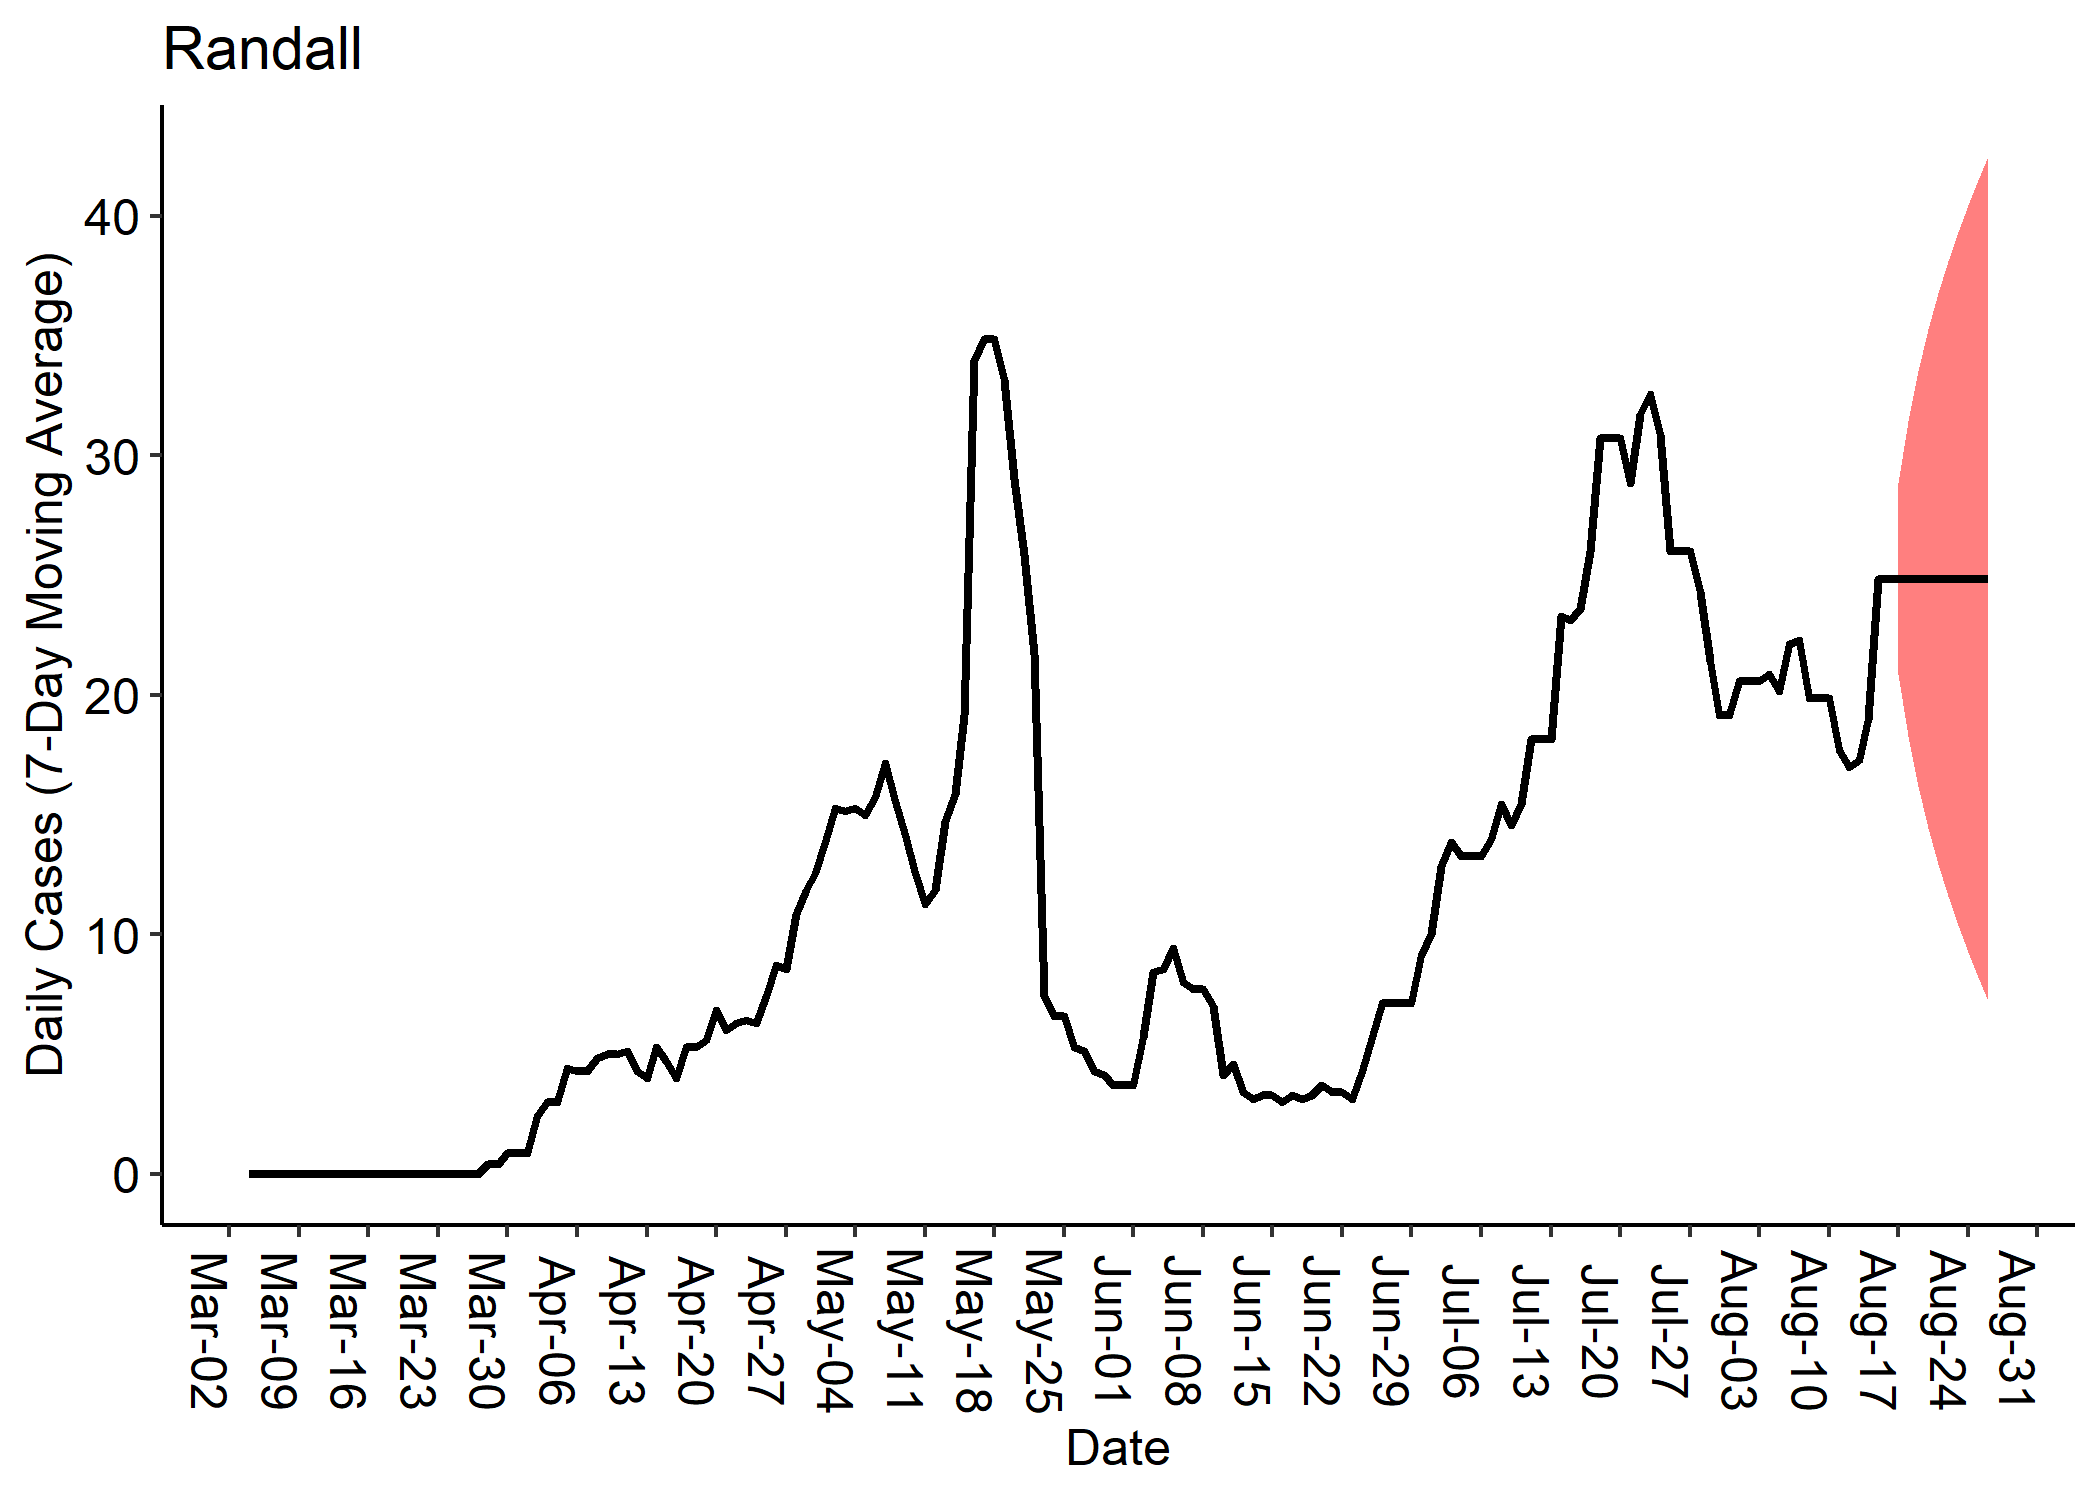 Randall
Daily Cases (7-Day Moving Average)
40
30
20
10
0
Mar-02
Mar-09
Mar-16
Mar-23
Mar-30
Apr-06
Apr-13
Apr-20
Apr-27
May-04
May-11
May-18
May-25
Jun-01
Jun-08
Jun-15
Jun-22
Jun-29
Jul-06
Jul-13
Jul-20
Jul-27
Aug-03
Aug-10
Aug-17
Aug-24
Aug-31
Date